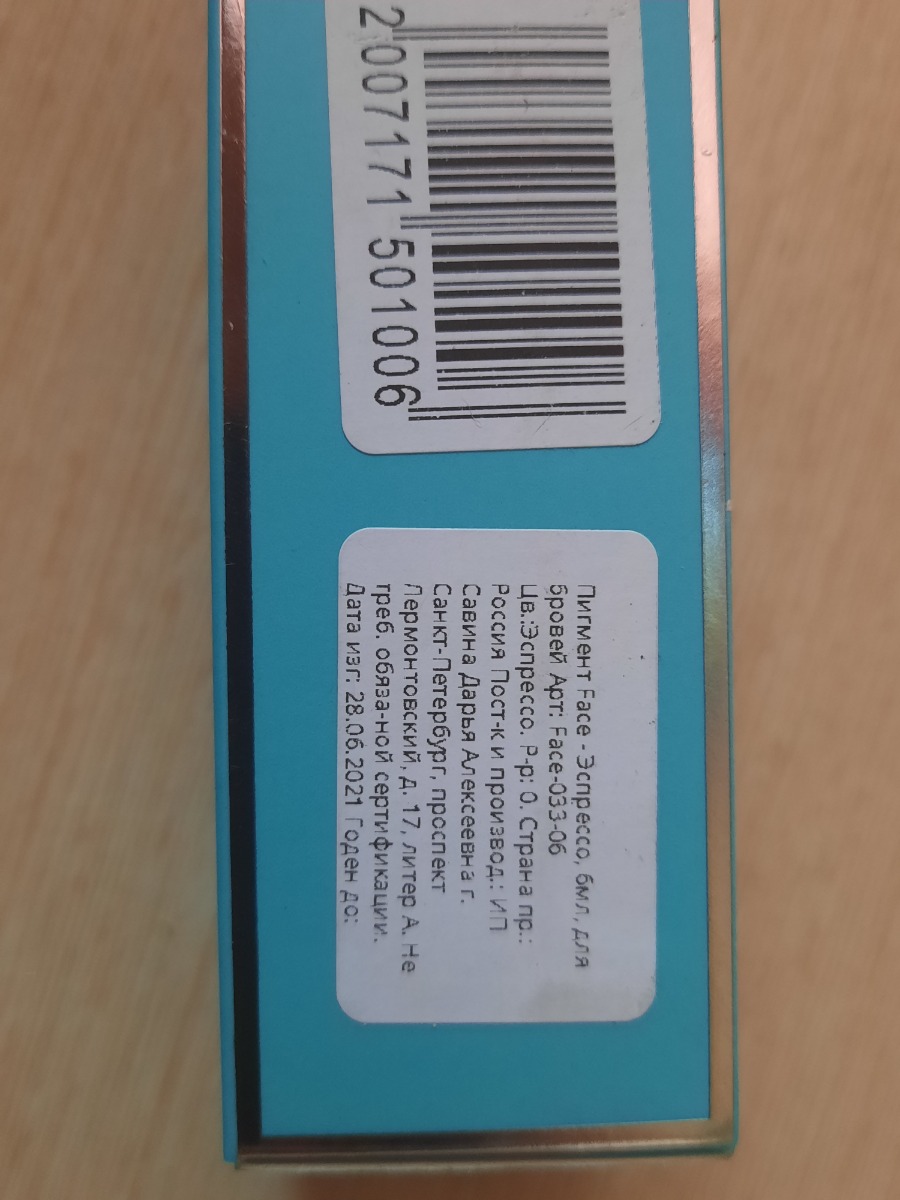 2 007171 501006
Пигмент Face - Эспрессо, 6мл, для
бровей Арт: Face-033-06
Цв.:Эспрессо. Р-р: 0. Страна пр.:
Россия Пост-к и производ.: ИП
Савина Дарья Алексеевна г.
Санкт-Петербург, проспект
Лермонтовский, д. 17, литер А. Не
треб. обяза-ной сертификации.
Дата изг: 28.06.2021 Годен до: